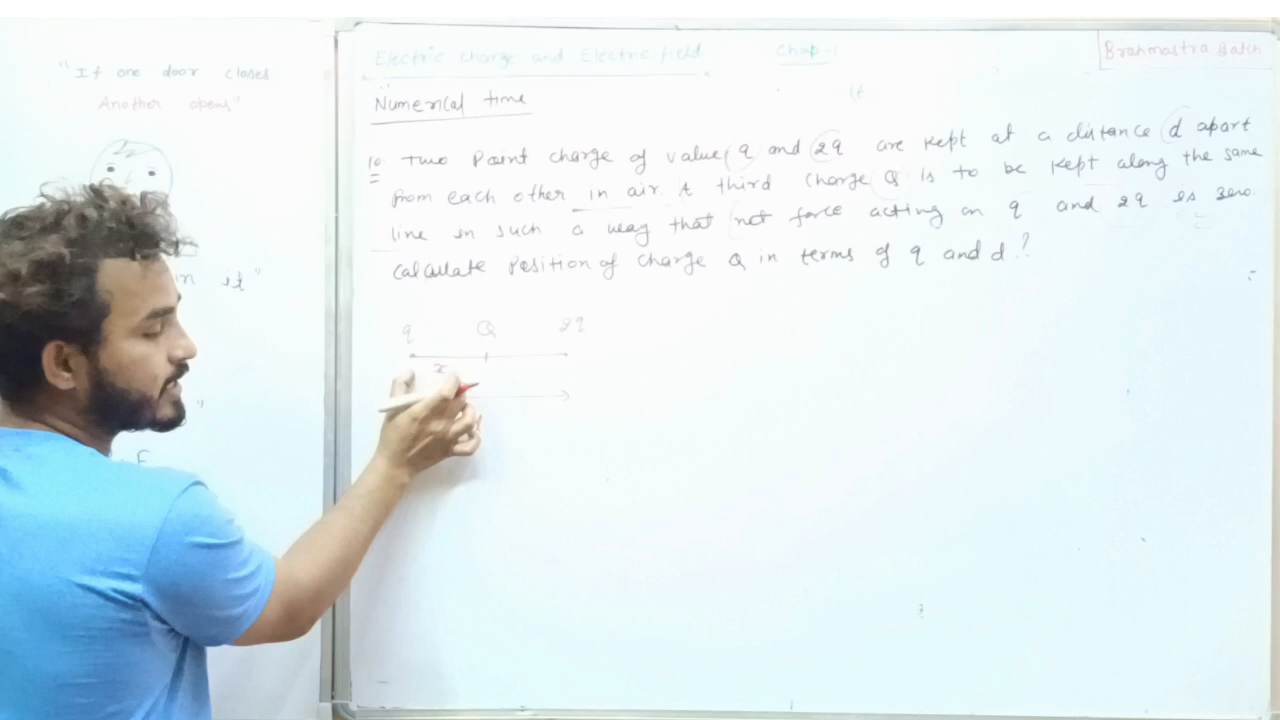 "If one door closes
Another opens"
n it"
"
F
Electric charge and Electric field Chap-1
Brahmastra Batch
Numerical time
10 Two Point charge of value q and 2q are kept at a distance d apart
from each other in air. A third charge Q is to be kept along the same
line in such a way that net force acting on q and 2q is zero
Calculate Position of charge Q in terms of q and d?
q Q 2q
x